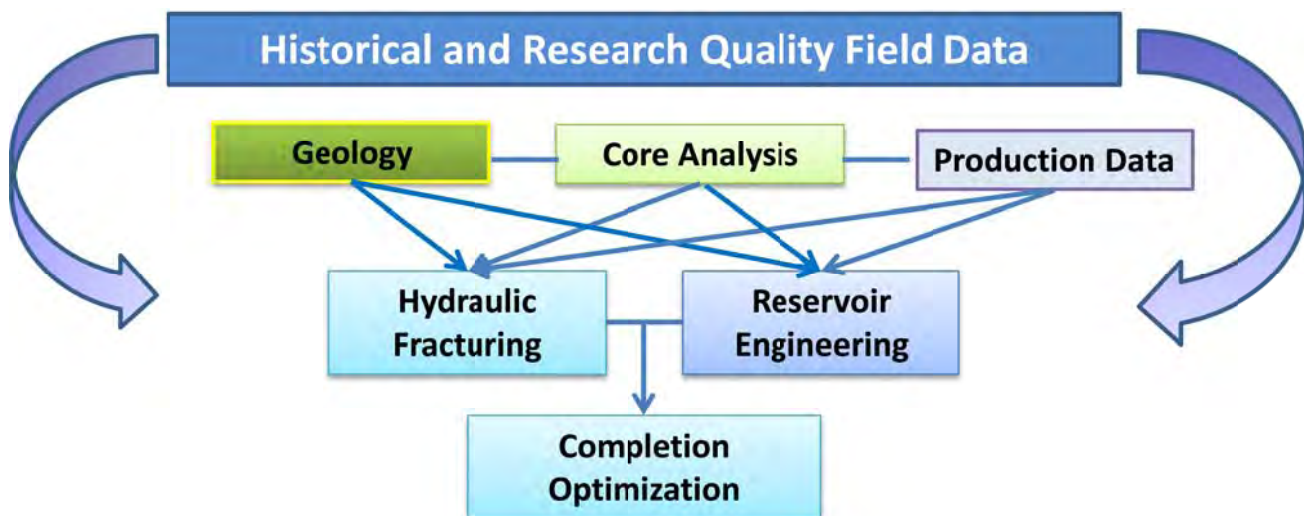 Historical and Research Quality Field Data
Geology
Core Analysis
Production Data
Hydraulic
Fracturing
Reservoir
Engineering
Completion
Optimization